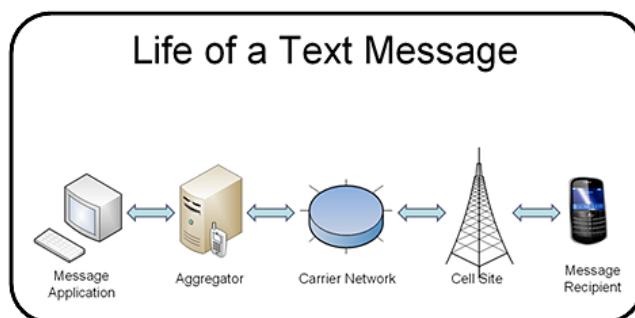 Life of a Text Message
Message
Application
Aggregator
Carrier Network
Cell Site
Message
Recipient